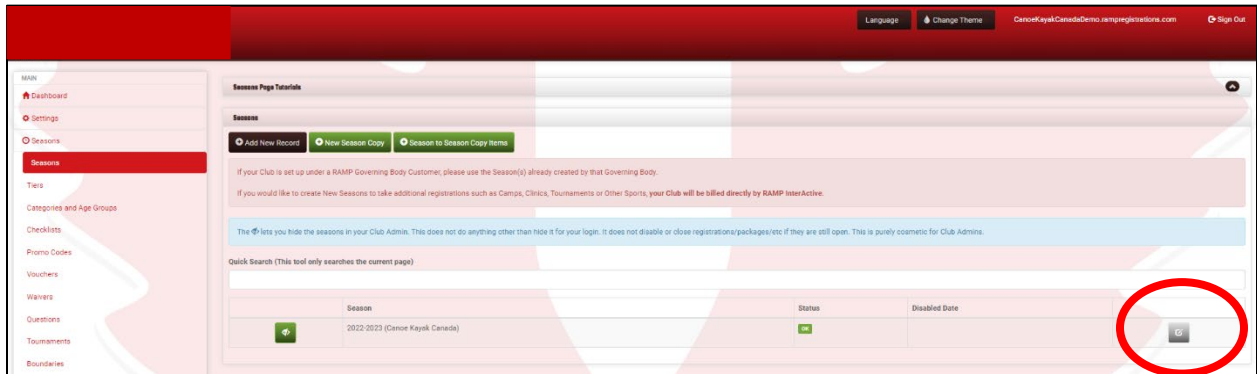 Language
Change Theme
CanoeKayakCanadaDemo.rampregistrations.com
Sign Out
MAIN
Dashboard
Settings
Seasons
Seasons
Tiers
Categories and Age Groups
Checklists
Promo Codes
Vouchers
Waivers
Questions
Tournaments
Boundaries
Seasons Page Tutorials
Seasons
Add New Record
New Season Copy
Season to Season Copy Items
If your Club is set up under a RAMP Governing Body Customer, please use the Season(s) already created by that Governing Body.
If you would like to create New Seasons to take additional registrations such as Camps, Clinics, Tournaments or Other Sports, your Club will be billed directly by RAMP InterActive.
The lets you hide the seasons in your Club Admin. This does not do anything other than hide it for your login. It does not disable or close registrations/packages/etc if they are still open. This is purely cosmetic for Club Admins.
Quick Search (This tool only searches the current page)
Season Status Disabled Date
2022-2023 (Canoe Kayak Canada) OK